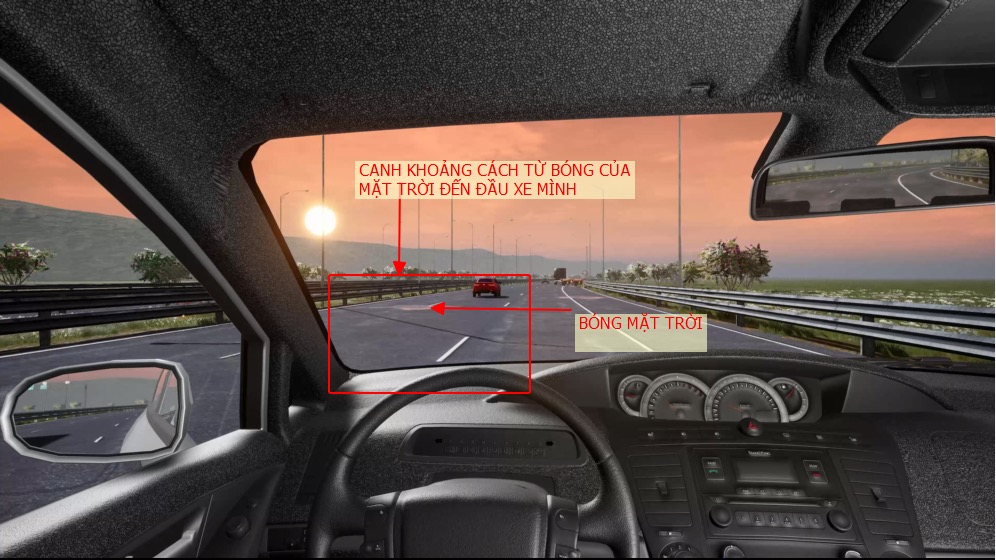 CANH KHOẢNG CÁCH TỪ BÓNG CỦA
MẶT TRỜI ĐẾN ĐẦU XE MÌNH
BÓNG MẶT TRỜI